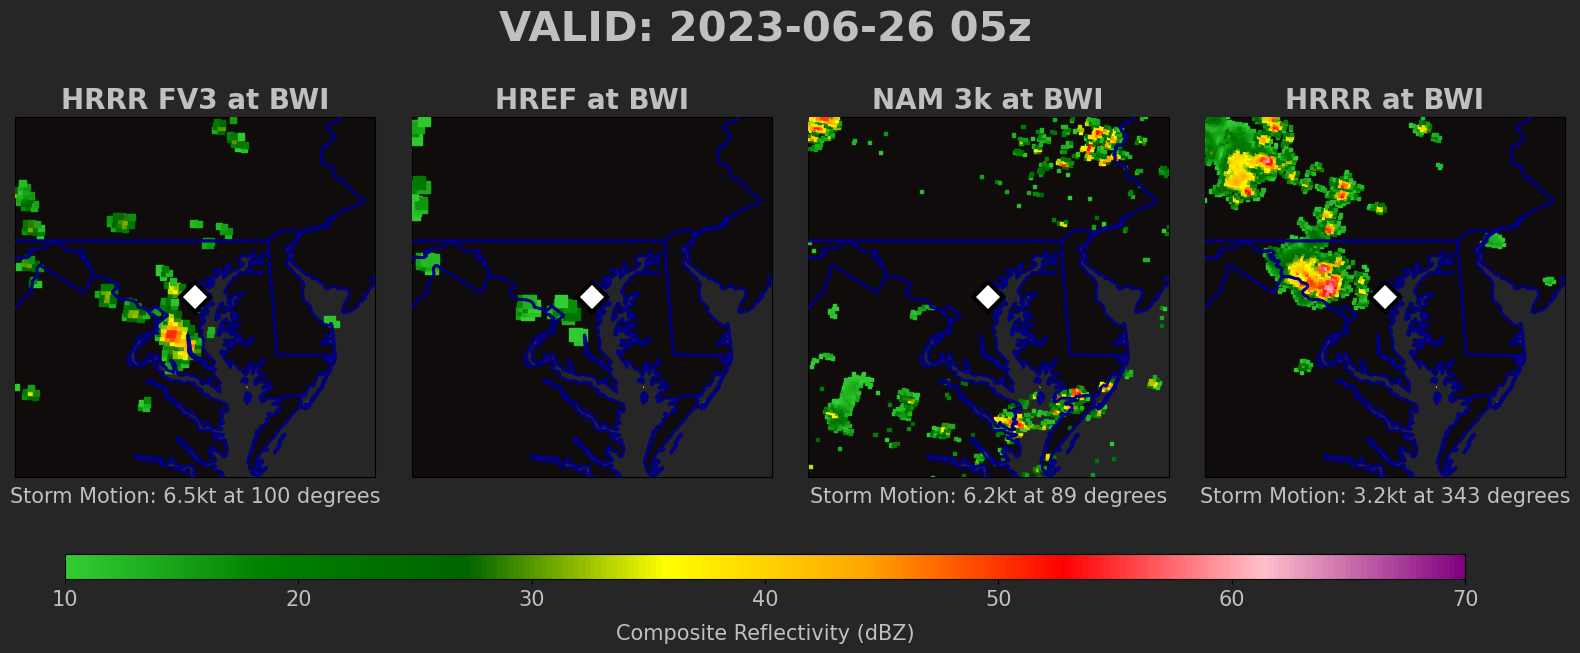 VALID: 2023-06-26 05z
HRRR FV3 at BWI
HREF at BWI
NAM 3k at BWI
HRRR at BWI
Storm Motion: 6.5kt at 100 degrees
Storm Motion: 6.2kt at 89 degrees
Storm Motion: 3.2kt at 343 degrees
10 20 30 40 50 60 70
Composite Reflectivity (dBZ)